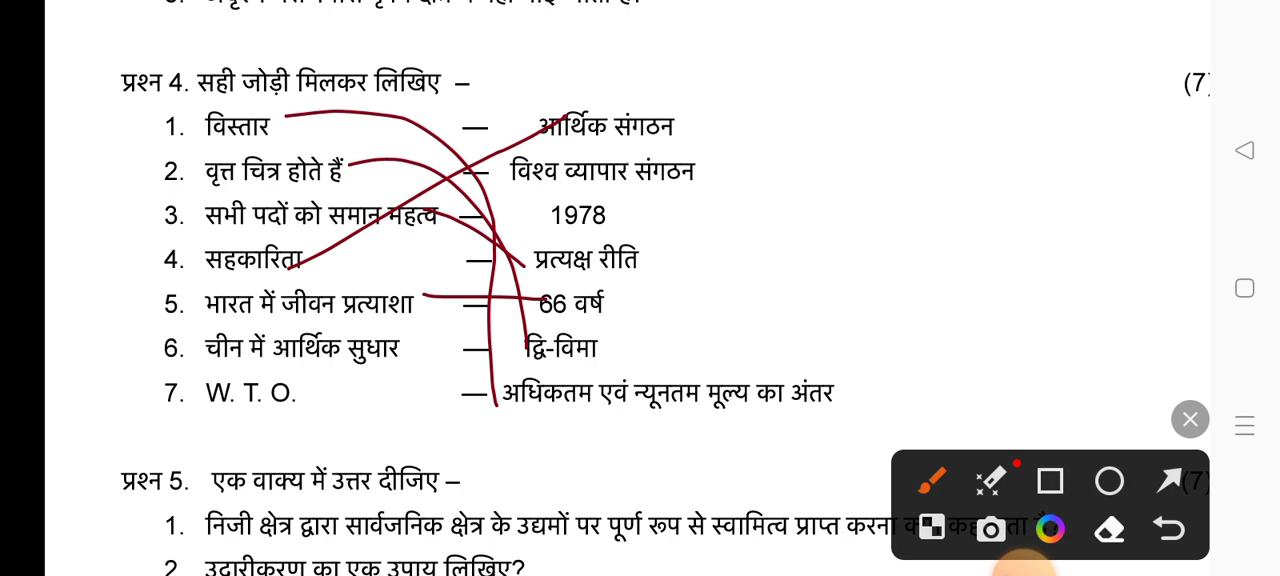 प्रश्न 4. सही जोड़ी मिलकर लिखिए – (7)
1. विस्तार — आर्थिक संगठन
2. वृत्त चित्र होते हैं — विश्व व्यापार संगठन
3. सभी पदों को समान महत्व — 1978
4. सहकारिता — प्रत्यक्ष रीति
5. भारत में जीवन प्रत्याशा — 66 वर्ष
6. चीन में आर्थिक सुधार — द्वि-विमा
7. W. T. O. — अधिकतम एवं न्यूनतम मूल्य का अंतर
प्रश्न 5. एक वाक्य में उत्तर दीजिए – (7)
1. निजी क्षेत्र द्वारा सार्वजनिक क्षेत्र के उद्यमों पर पूर्ण रूप से स्वामित्व प्राप्त करना
2. उदारीकरण का एक उपाय लिखिए?